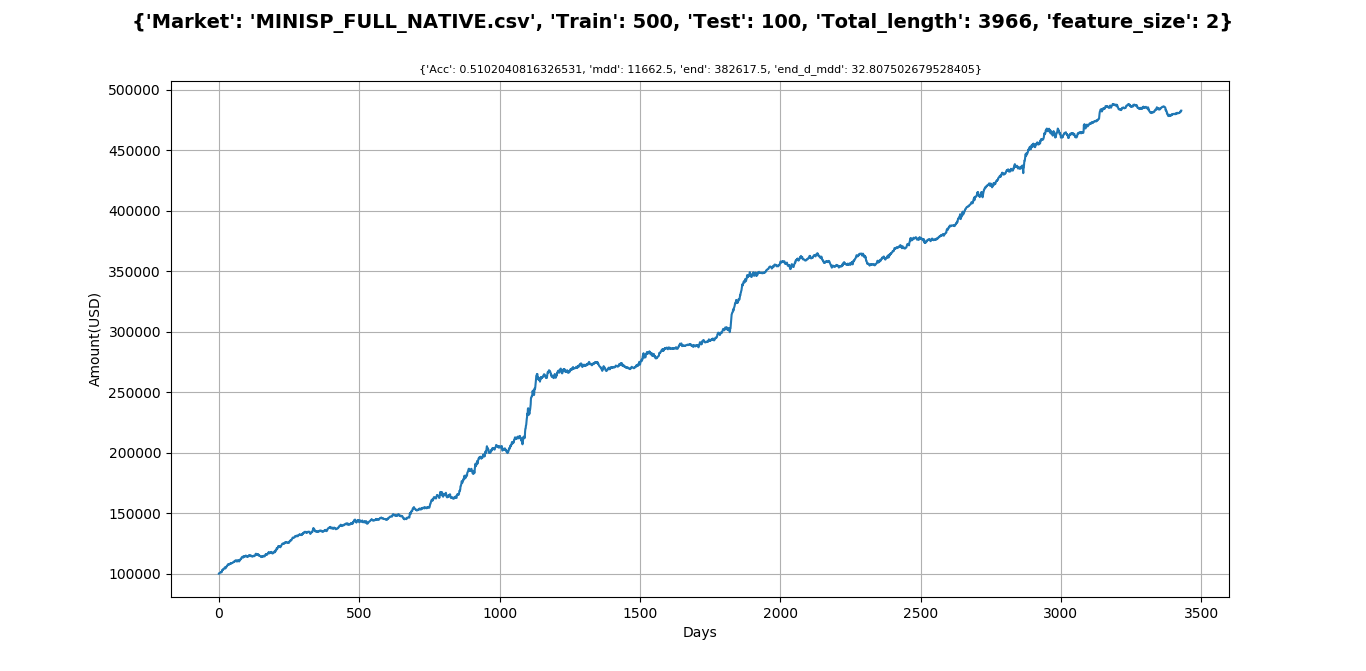 {'Market': 'MINISP_FULL_NATIVE.csv', 'Train': 500, 'Test': 100, 'Total_length': 3966, 'feature_size': 2}
{'Acc': 0.5102040816326531, 'mdd': 11662.5, 'end': 382617.5, 'end_d_mdd': 32.807502679528405}
500000
450000
400000
350000
300000
250000
200000
150000
100000
Amount(USD)
0 500 1000 1500 2000 2500 3000 3500
Days